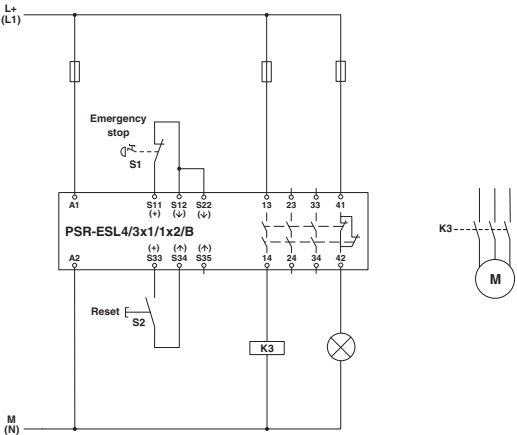 L+
(L1)
Emergency
stop
S1
A1
S11
S12
S22
13
23
33
41
(+)
(↓)
(↓)
PSR-ESL4/3x1/1x2/B
K3
(+)
(↑)
(↑)
A2
S33
S34
S35
14
24
34
42
M
Reset
S2
K3
M
(N)